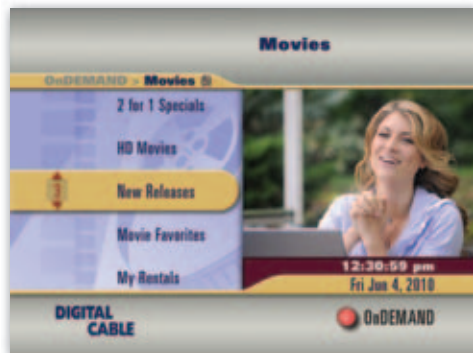 Movies
OnDEMAND > Movies
2 for 1 Specials
HD Movies
3
New Releases
Movie Favorites
My Rentals
12:30:59 pm
Fri Jun 4, 2010
DIGITAL
CABLE
OnDEMAND